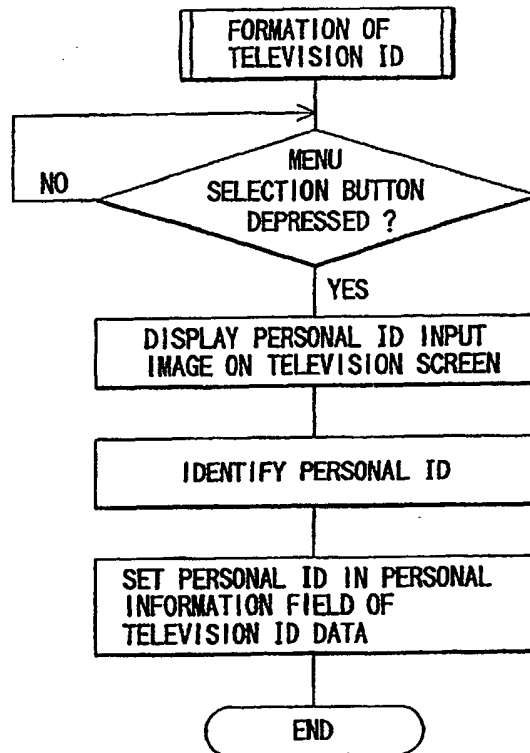 FORMATION OF
TELEVISION ID
MENU
SELECTION BUTTON
DEPRESSED ?
NO
YES
DISPLAY PERSONAL ID INPUT
IMAGE ON TELEVISION SCREEN
IDENTIFY PERSONAL ID
SET PERSONAL ID IN PERSONAL
INFORMATION FIELD OF
TELEVISION ID DATA
END